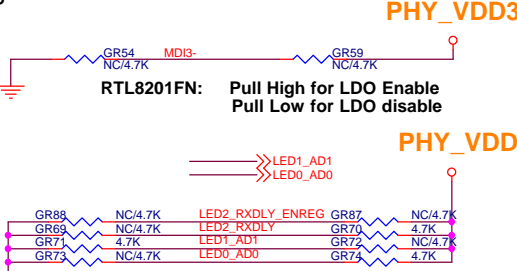 PHY_VDD3
GR54 MDI3- GR59
NC/4.7K NC/4.7K
RTL8201FN: Pull High for LDO Enable
Pull Low for LDO disable
LED1_AD1
LED0_AD0
PHY_VDD
GR88 NC/4.7K LED2_RXDLY_ENREG GR87 NC/4.7K
GR69 NC/4.7K LED2_RXDLY GR70 4.7K
GR71 4.7K LED1_AD1 GR72 NC/4.7K
GR73 NC/4.7K LED0_AD0 GR74 4.7K